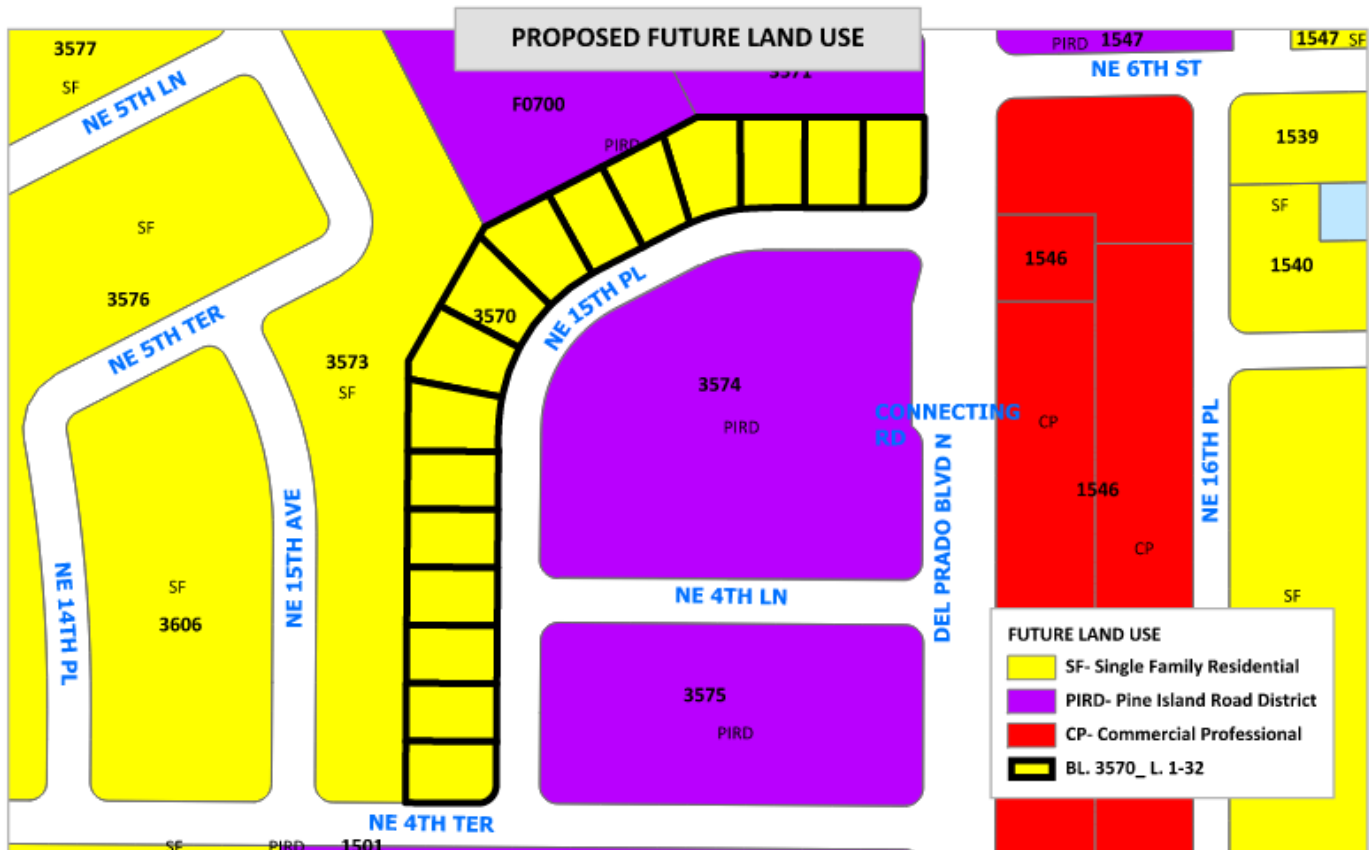 PROPOSED FUTURE LAND USE
3577
SF
NE 5TH LN
F0700
3571
PIRD
PIRD 1547
1547 SF
NE 6TH ST
1539
SF
1540
SF
3576
NE 5TH TER
3573
SF
3570
NE 15TH PL
1546
3574
PIRD
CONNECTING
RD
CP
1546
CP
DEL PRADO BLVD N
NE 16TH PL
SF
SF
3606
NE 14TH PL
NE 15TH AVE
NE 4TH LN
3575
PIRD
FUTURE LAND USE
SF- Single Family Residential
PIRD- Pine Island Road District
CP- Commercial Professional
BL. 3570_ L. 1-32
NE 4TH TER
SF
PIRD
1501